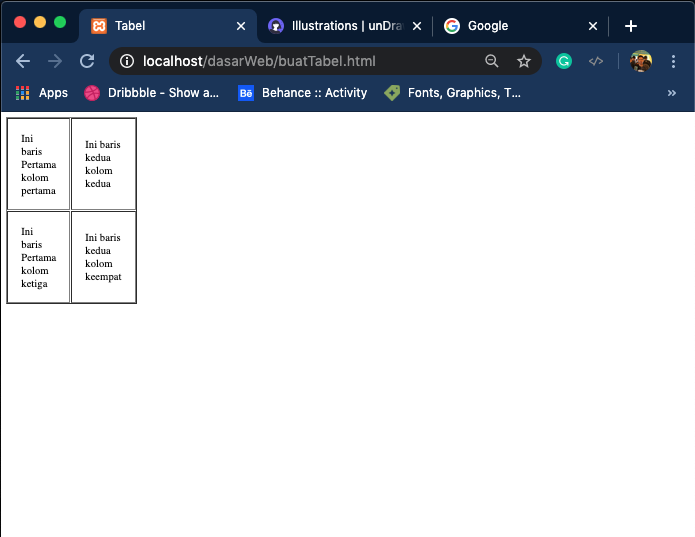 Tabel
Illustrations | unDra
Google
localhost/dasarWeb/buatTabel.html
Apps
Dribbble - Show a...
Bē
Behance :: Activity
Fonts, Graphics, T...
Ini
baris
Pertama
kolom
pertama
Ini baris
kedua
kolom
kedua
Ini
baris
Pertama
kolom
ketiga
Ini baris
kedua
kolom
keempat